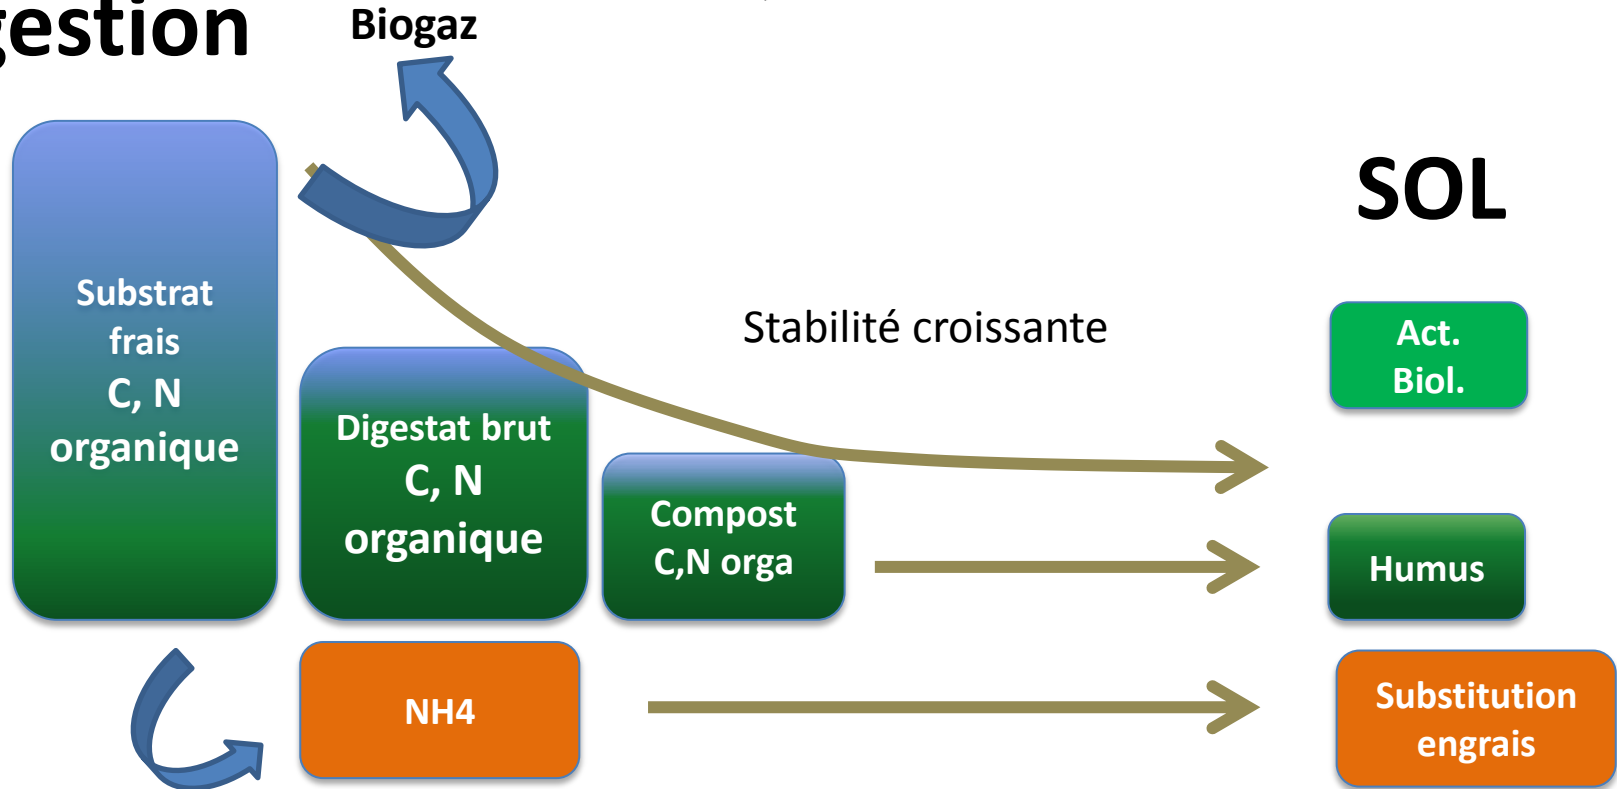 gestion
Biogaz
SOL
Substrat
frais
C, N
organique
Stabilité croissante
Act.
Biol.
Digestat brut
C, N
organique
Compost
C,N orga
Humus
NH4
Substitution
engrais